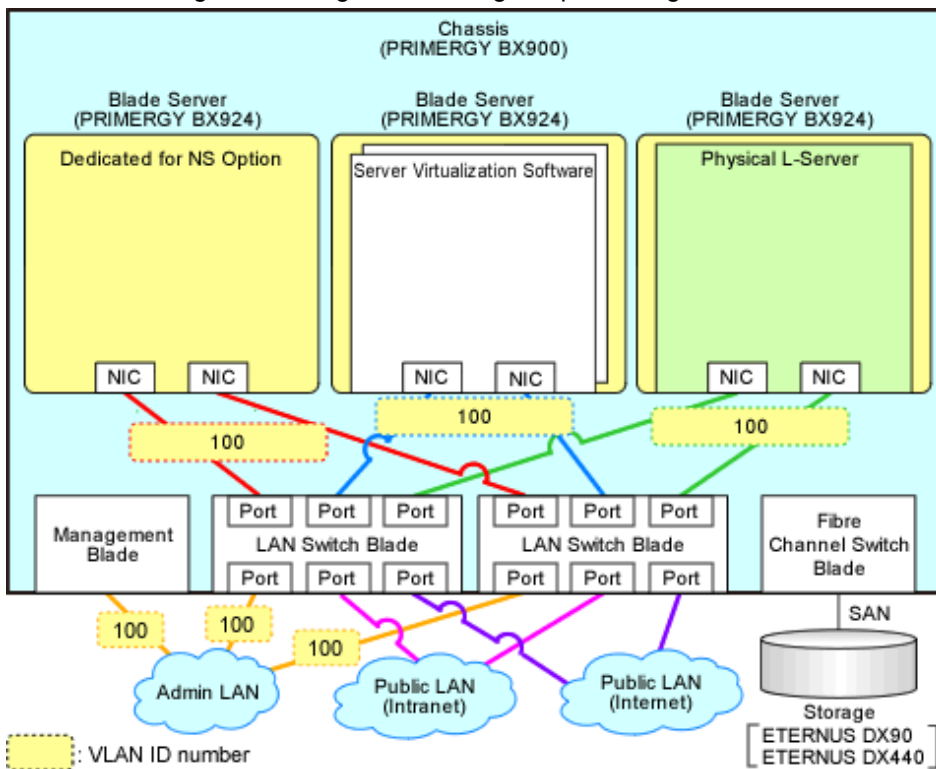 Chassis
(PRIMERGY BX900)
Blade Server
(PRIMERGY BX924)
Blade Server
(PRIMERGY BX924)
Blade Server
(PRIMERGY BX924)
Dedicated for NS Option
Server Virtualization Software
Physical L-Server
NIC
NIC
NIC
NIC
NIC
NIC
100
100
100
Management
Blade
Port
Port
Port
LAN Switch Blade
Port
Port
Port
Port
Port
Port
LAN Switch Blade
Port
Port
Port
Fibre
Channel Switch
Blade
100
100
100
SAN
Admin LAN
Public LAN
(Intranet)
Public LAN
(Internet)
Storage
ETERNUS DX90
ETERNUS DX440
: VLAN ID number